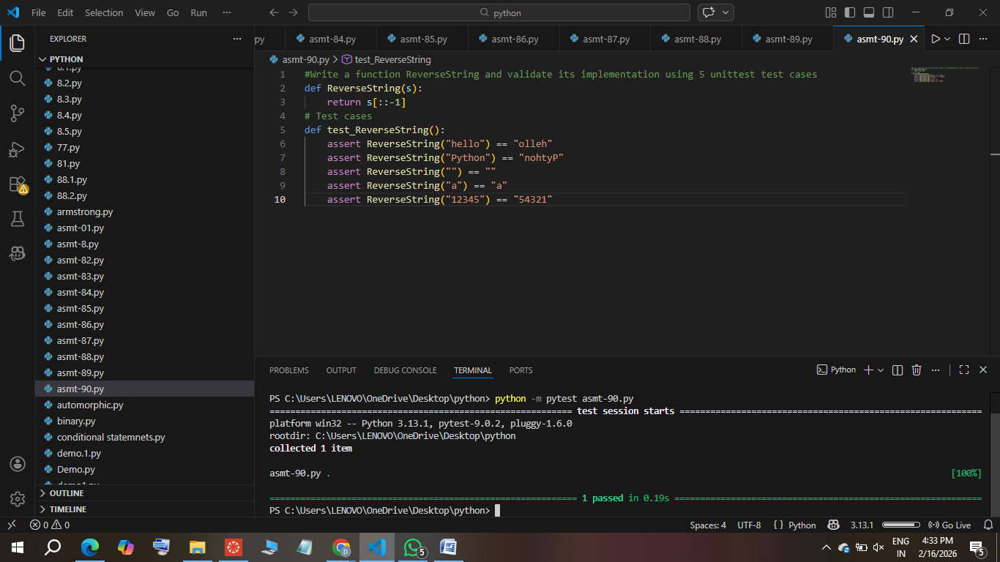 File Edit Selection View Go Run ···
python
EXPLORER ···
PYTHON
8.1.py
8.2.py
8.3.py
8.4.py
8.5.py
77.py
81.py
88.1.py
88.2.py
armstrong.py
asmt-01.py
asmt-8.py
asmt-82.py
asmt-83.py
asmt-84.py
asmt-85.py
asmt-86.py
asmt-87.py
asmt-88.py
asmt-89.py
asmt-90.py
automorphic.py
binary.py
conditional statemnets.py
demo.1.py
Demo.py
demo1.py
OUTLINE
TIMELINE
py asmt-84.py asmt-85.py asmt-86.py asmt-87.py asmt-88.py asmt-89.py asmt-90.py
asmt-90.py > test_ReverseString
1 #Write a function ReverseString and validate its implementation using 5 unittest test cases
2 def ReverseString(s):
3     return s[::-1]
4 # Test cases
5 def test_ReverseString():
6     assert ReverseString("hello") == "olleh"
7     assert ReverseString("Python") == "nohtyP"
8     assert ReverseString("") == ""
9     assert ReverseString("a") == "a"
10     assert ReverseString("12345") == "54321"
PROBLEMS OUTPUT DEBUG CONSOLE TERMINAL PORTS Python
PS C:\Users\LENOVO\OneDrive\Desktop\python> python -m pytest asmt-90.py
=========================== test session starts ===========================
platform win32 -- Python 3.13.1, pytest-9.0.2, pluggy-1.6.0
rootdir: C:\Users\LENOVO\OneDrive\Desktop\python
collected 1 item
asmt-90.py . [100%]
=========================== 1 passed in 0.19s ===========================
PS C:\Users\LENOVO\OneDrive\Desktop\python>
0 0 Spaces: 4 UTF-8 { } Python 3.13.1 Go Live
5 ENG 4:33 PM
IN 2/16/2026 5